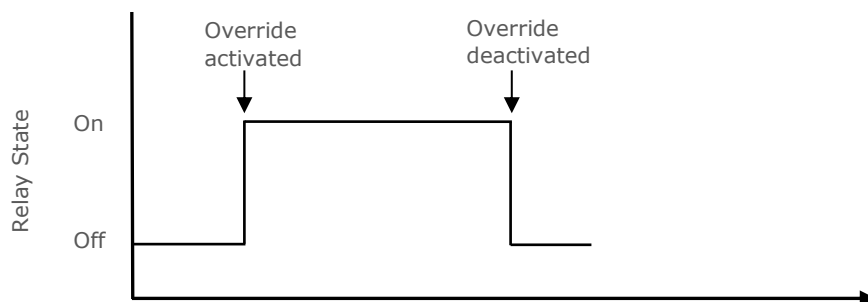 Override
activated
Override
deactivated
Relay State
On
Off